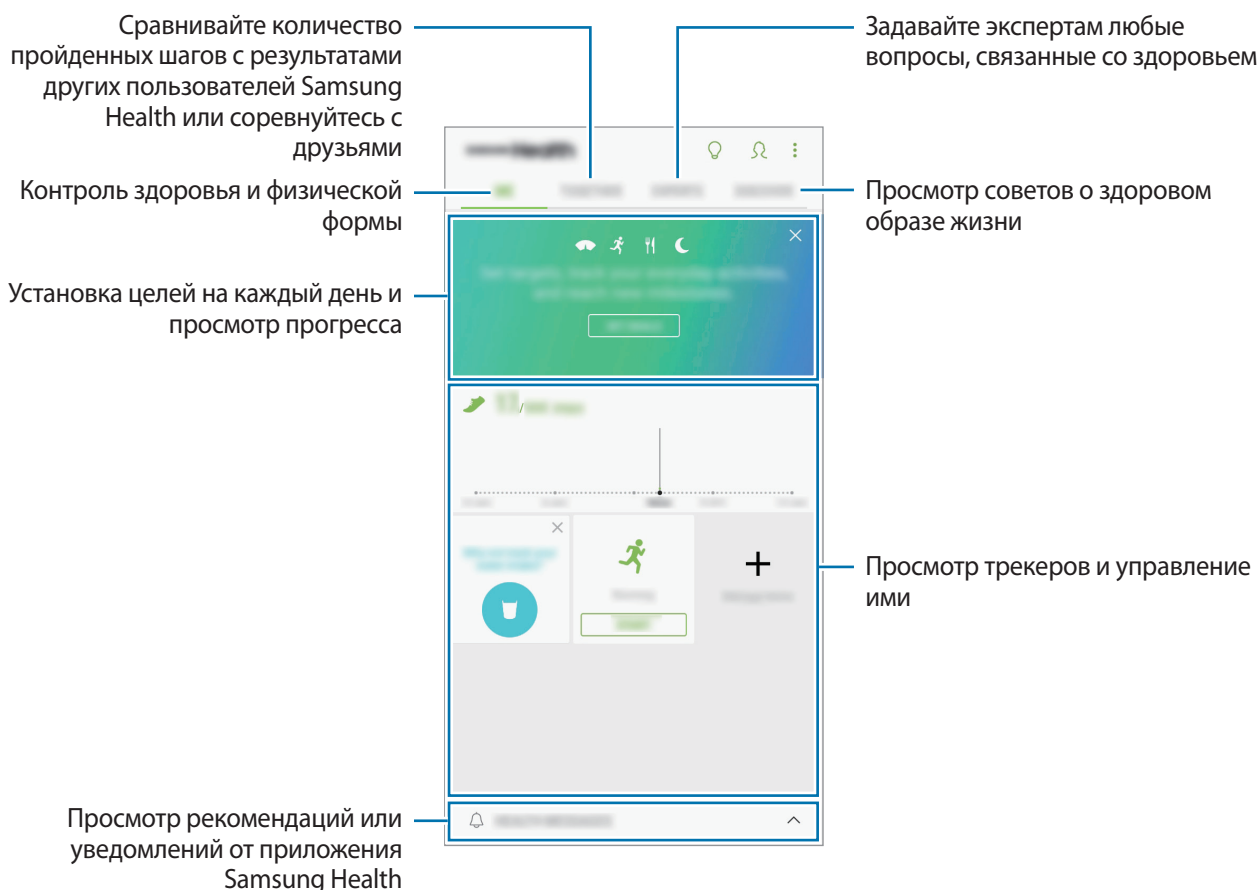 Сравнивайте количество
пройденных шагов с результатами
других пользователей Samsung
Health или соревнуйтесь с
друзьями
Задавайте экспертам любые
вопросы, связанные со здоровьем
Контроль здоровья и физической
формы
Просмотр советов о здоровом
образе жизни
Установка целей на каждый день и
просмотр прогресса
Просмотр трекеров и управление
ими
Просмотр рекомендаций или
уведомлений от приложения
Samsung Health